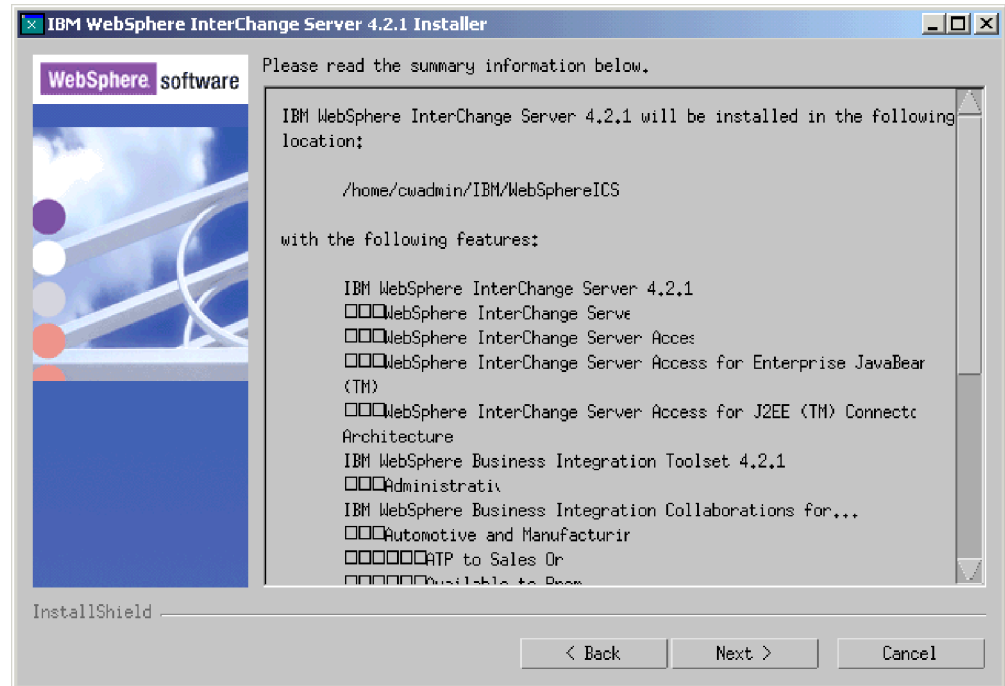 IBM WebSphere InterChange Server 4.2.1 Installer
WebSphere software
Please read the summary information below.
IBM WebSphere InterChange Server 4.2.1 will be installed in the following
location:
/home/cwadmin/IBM/WebSphereICS
with the following features:
IBM WebSphere InterChange Server 4.2.1
□□□WebSphere InterChange Serve
□□□WebSphere InterChange Server Acces
□□□WebSphere InterChange Server Access for Enterprise JavaBear
(TM)
□□□WebSphere InterChange Server Access for J2EE (TM) Connectc
Architecture
IBM WebSphere Business Integration Toolset 4.2.1
□□□Administrativ
IBM WebSphere Business Integration Collaborations for...
□□□Automotive and Manufacturir
□□□□□□ATP to Sales Or
□□□□□□Available to Prom
InstallShield
< Back Next > Cancel